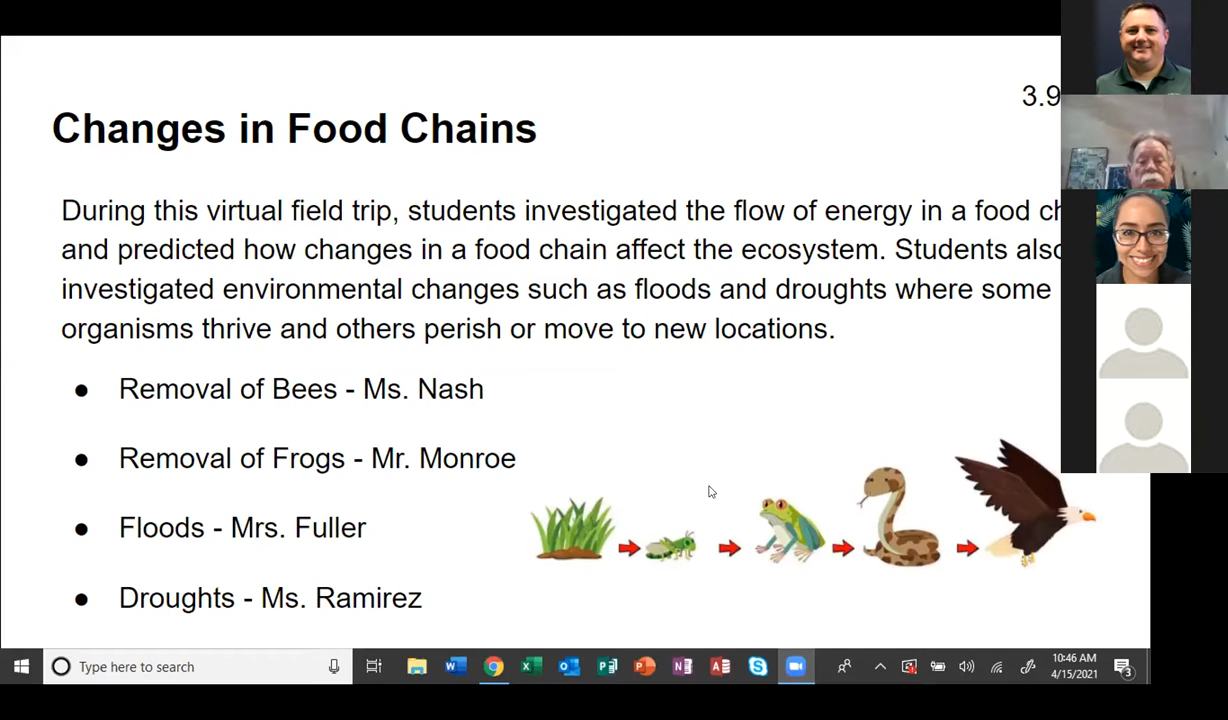 3.9
Changes in Food Chains
During this virtual field trip, students investigated the flow of energy in a food ch
and predicted how changes in a food chain affect the ecosystem. Students also
investigated environmental changes such as floods and droughts where some
organisms thrive and others perish or move to new locations.
● Removal of Bees - Ms. Nash
● Removal of Frogs - Mr. Monroe
● Floods - Mrs. Fuller
● Droughts - Ms. Ramirez
Type here to search
10:46 AM
4/15/2021
3